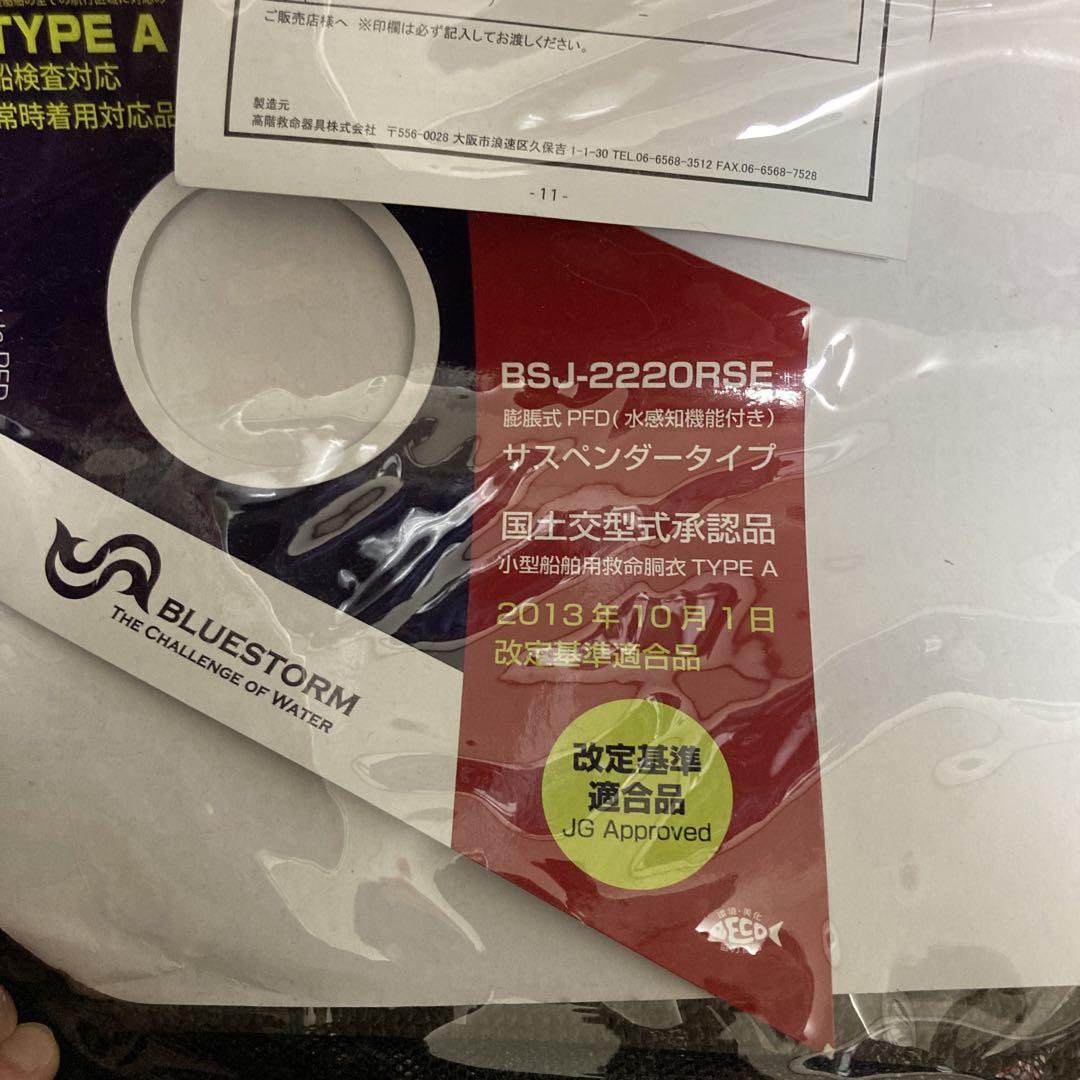 TYPE A
船検査対応
常時着用対応品
ご販売店様へ ※印欄は必ず記入してお渡しください。
製造元
高階救命器具株式会社 〒556-0028 大阪市浪速区久保吉 1-1-30 TEL.06-6568-3512 FAX.06-6568-7528
- 11 -
BSJ-2220RSE
膨脹式 PFD( 水感知機能付き )
サスペンダータイプ
国土交型式承認品
小型船舶用救命胴衣 TYPE A
2013 年 10 月 1 日
改定基準適合品
BLUESTORM
THE CHALLENGE OF WATER
改定基準
適合品
JG Approved
環境・美化